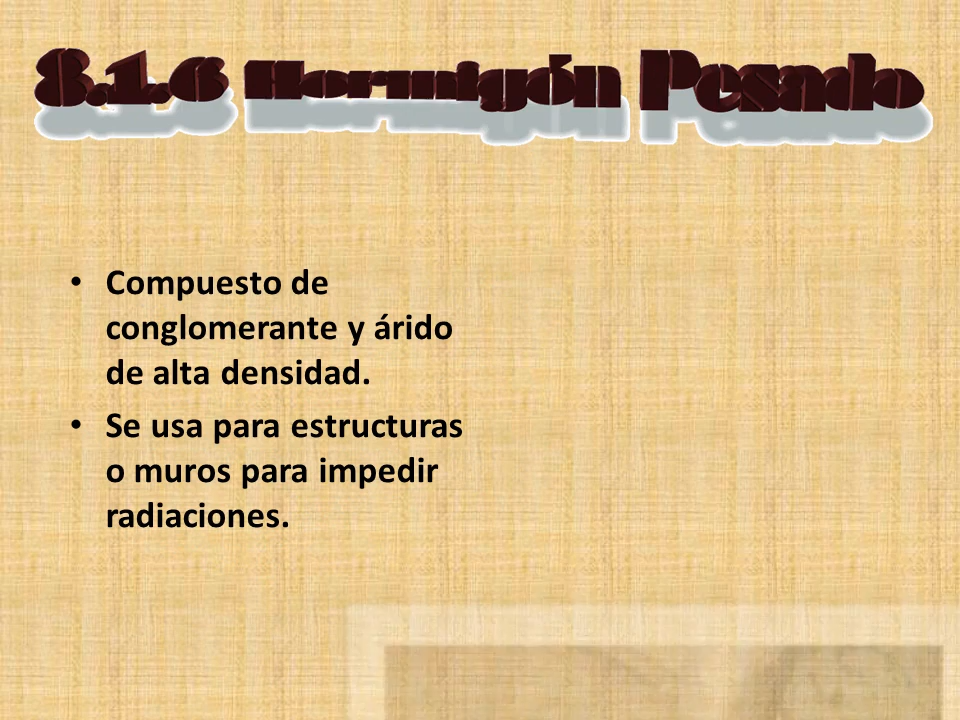 8.1.6 Hormigón Pesado
• Compuesto de
conglomerante y árido
de alta densidad.
• Se usa para estructuras
o muros para impedir
radiaciones.